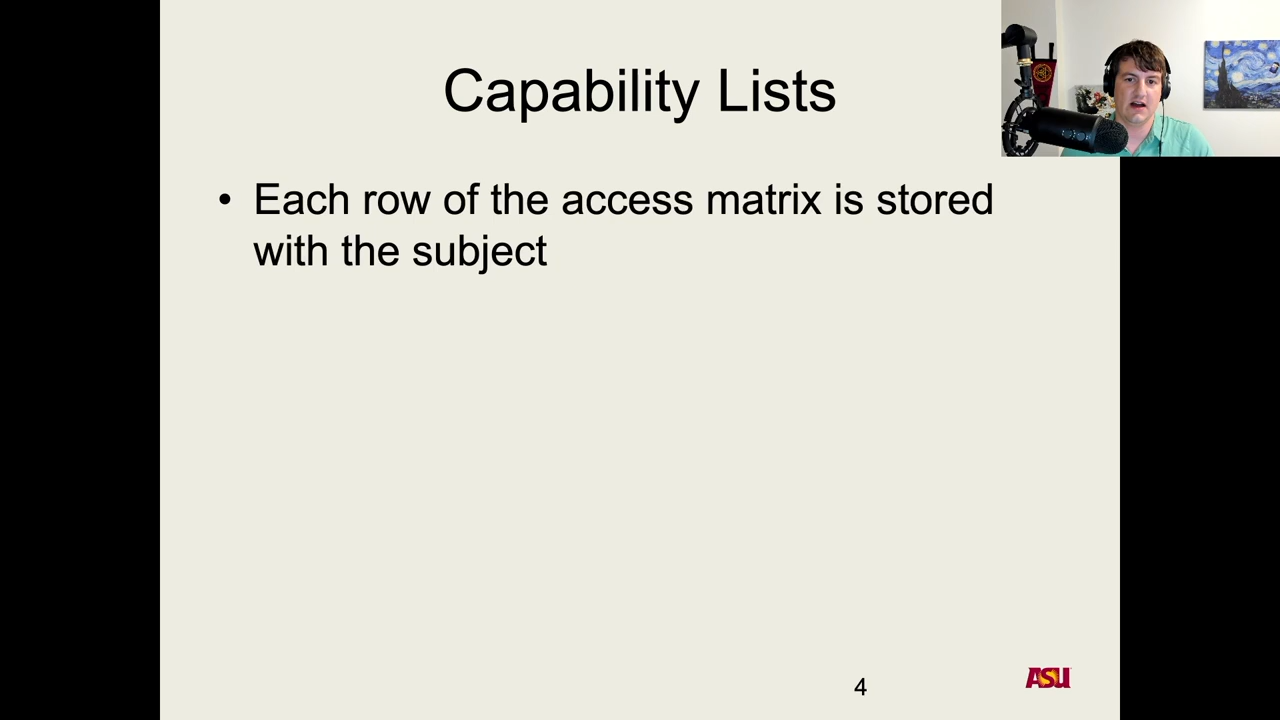 Capability Lists
• Each row of the access matrix is stored
with the subject
4
ASU